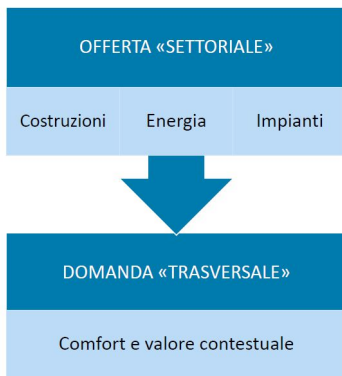 OFFERTA «SETTORIALE»
Costruzioni Energia Impianti
DOMANDA «TRASVERSALE»
Comfort e valore contestuale